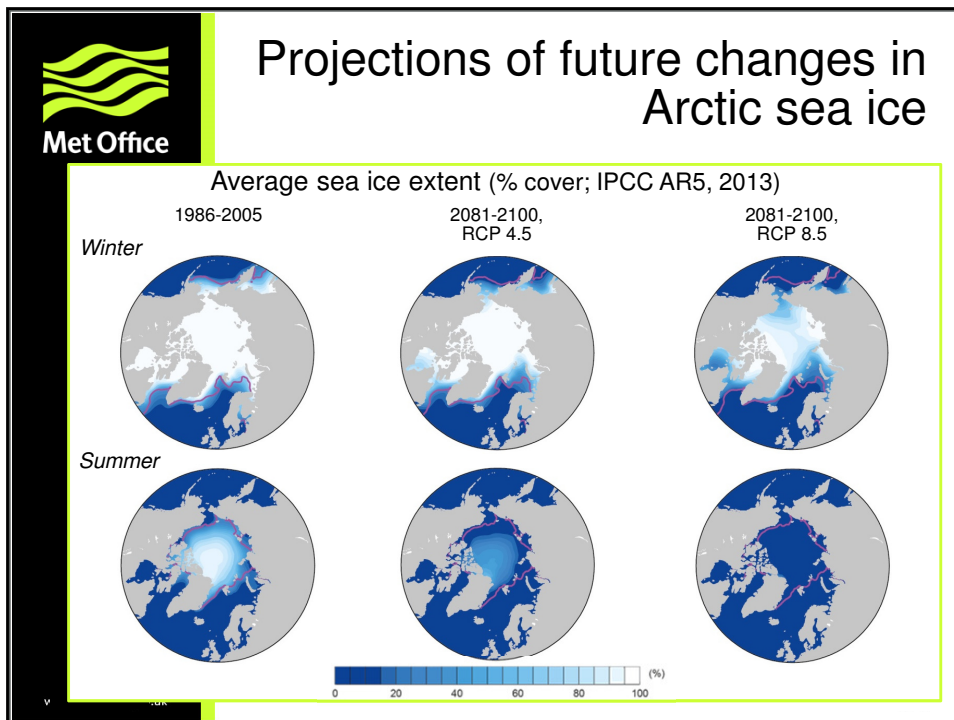 Projections of future changes in
Arctic sea ice
Met Office
Average sea ice extent (% cover; IPCC AR5, 2013)
1986-2005
2081-2100,
RCP 4.5
2081-2100,
RCP 8.5
Winter
Summer
(%)
0 20 40 60 80 100